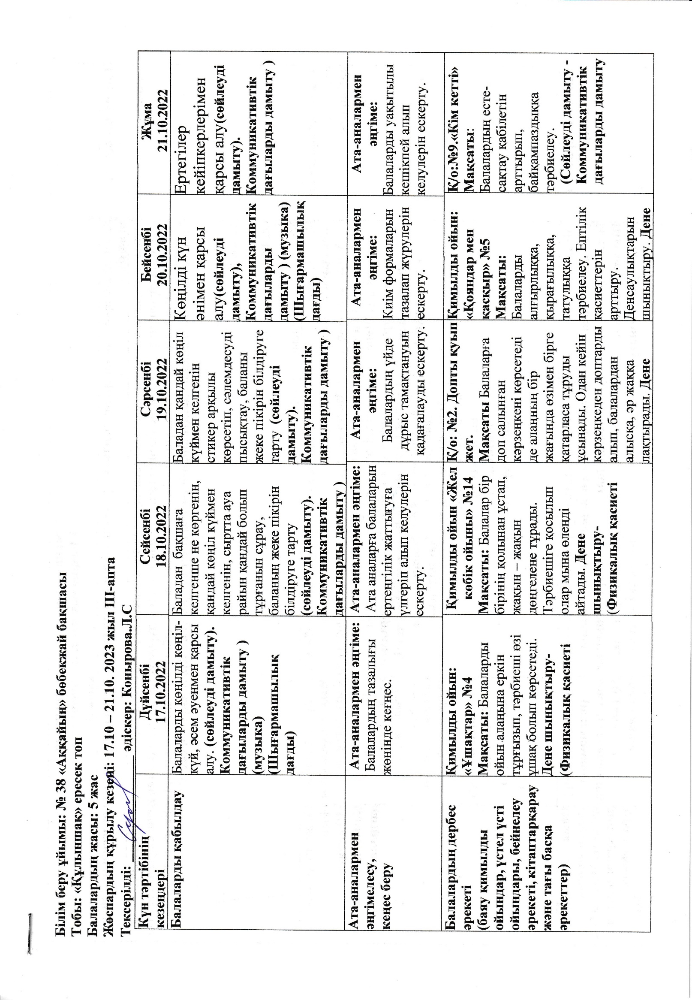 Білім беру ұйымы: № 38 «Аққайың» бөбекжай бақшасы
Тобы: «Құлыншақ» ересек топ
Балалардың жасы: 5 жас
Жоспардың құрылу кезеңі: 17.10 – 21.10. 2023 жыл III-апта
Тексерілді: әдіскер: Конырова.Л.С
Күн тәртібінің
кезеңдері
Дүйсенбі
17.10.2022
Сейсенбі
18.10.2022
Сәрсенбі
19.10.2022
Бейсенбі
20.10.2022
Жұма
21.10.2022
Балаларды қабылдау
Балаларды көңілді көңіл-
күй, әсем әуенмен қарсы
алу. (сөйлеуді дамыту).
Коммуникативтік
дағыларды дамыту )
(музыка)
(Шығармашылық
дағды)
Баладан бақшаға
келгенше не көргенін,
қандай көңіл күймен
келгенін, сыртта ауа
райын қандай болып
тұрғанын сұрау,
баланың жеке пікірін
білдіруге тарту
(сөйлеуді дамыту).
Коммуникативтік
дағыларды дамыту )
Баладан қандай көңіл
күймен келгенін
стикер арқылы
көрсетіп, сәлемдесуді
пысықтау, баланы
жеке пікірін білдіруге
тарту (сөйлеуді
дамыту).
Коммуникативтік
дағыларды дамыту )
Көңілді күн
әнімен қарсы
алу(сөйлеуді
дамыту),
Коммуникативтік
дағыларды
дамыту ) (музыка)
(Шығармашылық
дағды)
Ертегілер
кейіпкерлерімен
қарсы алу(сөйлеуді
дамыту).
Коммуникативтік
дағыларды дамыту )
Ата-аналармен
әңгімелесу,
кеңес беру
Ата-аналармен әңгіме:
Балалардың тазалығы
жөнінде кеғңес.
Ата-аналармен әңгіме:
Ата аналарға балаларын
ертеңгілік жаттығуға
үлгеріп алып келулерін
ескерту.
Ата-аналармен
әңгіме:
Балалардың үйде
дұрыс тамақтануын
қадағалауды ескерту.
Ата-аналармен
әңгіме:
Киім формаларын
тазалап жүрулерін
ескерту.
Ата-аналармен
әңгіме:
Балаларды уақытылы
кешікпей алып
келулерін ескерту.
Балалардың дербес
әрекеті
(баяу қимылды
ойындар, үстел үсті
ойындары, бейнелеу
әрекеті, кітаптарқарау
және тағы басқа
әрекеттер)
Қимылды ойын:
«Ұшақтар» №4
Мақсаты: Балаларды
ойын алаңына еркін
тұрғызып, тәрбиеші өзі
ұшақ болып көрсетеді.
Дене шынықтыру-
(Физикалық қасиеті
Қимылды ойын «Жел
көбік ойыны» №14
Мақсаты: Балалар бір
бірінің қолынан ұстап,
жақын – жақын
дөңгелене тұрады.
Тәрбиешіге қосылып
олар мына өлеңді
айтады. Дене
шынықтыру-
(Физикалық қасиеті
Қ/о: №2. Допты қуып
жет.
Мақсаты Балаларға
доп салынған
кәрзеңкені көрсетеді
де алаңның бір
жағында өзімен бірге
қатарласа тұруды
ұсынады. Одан кейін
кәрзеңкеден доптарды
алып, балалардан
алысқа, әр жаққа
лақтырады. Дене
Қимылды ойын:
«Қояндар мен
қасқыр» №5
Мақсаты:
Балаларды
алғырлыққа,
қырағылыққа,
татулыққа
тәрбиелеу. Ептілік
қасиеттерін
арттыру.
Денсаулықтарын
шынықтыру. Дене
Қ/о:№9.«Кім кетті»
Мақсаты:
Балалардың есте-
сақтау қабілетін
арттырып,
байқампаздыққа
тәрбиелеу.
(Сөйлеуді дамыту -
Коммуникативтік
дағыларды дамыту